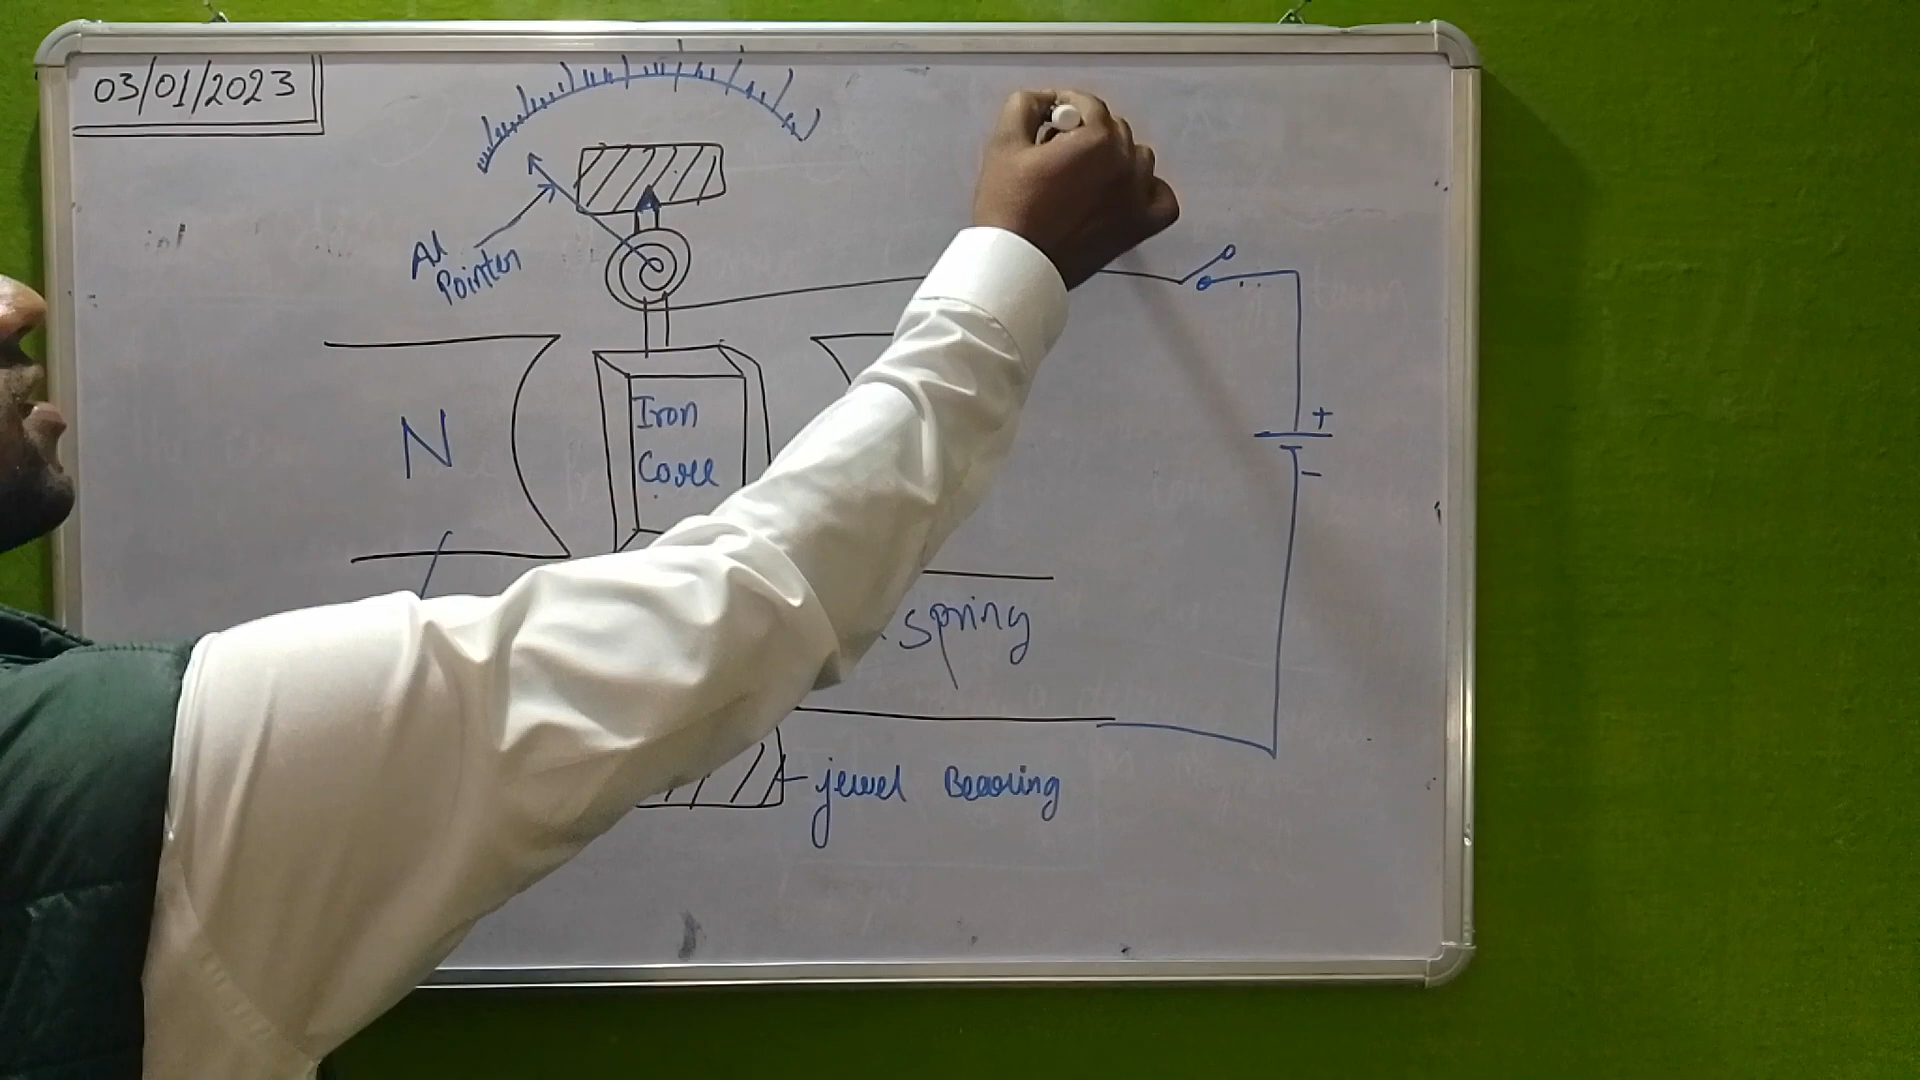 03/01/2023
Al
Pointer
N
Iron
Core
+
-
spring
jewel Bearing